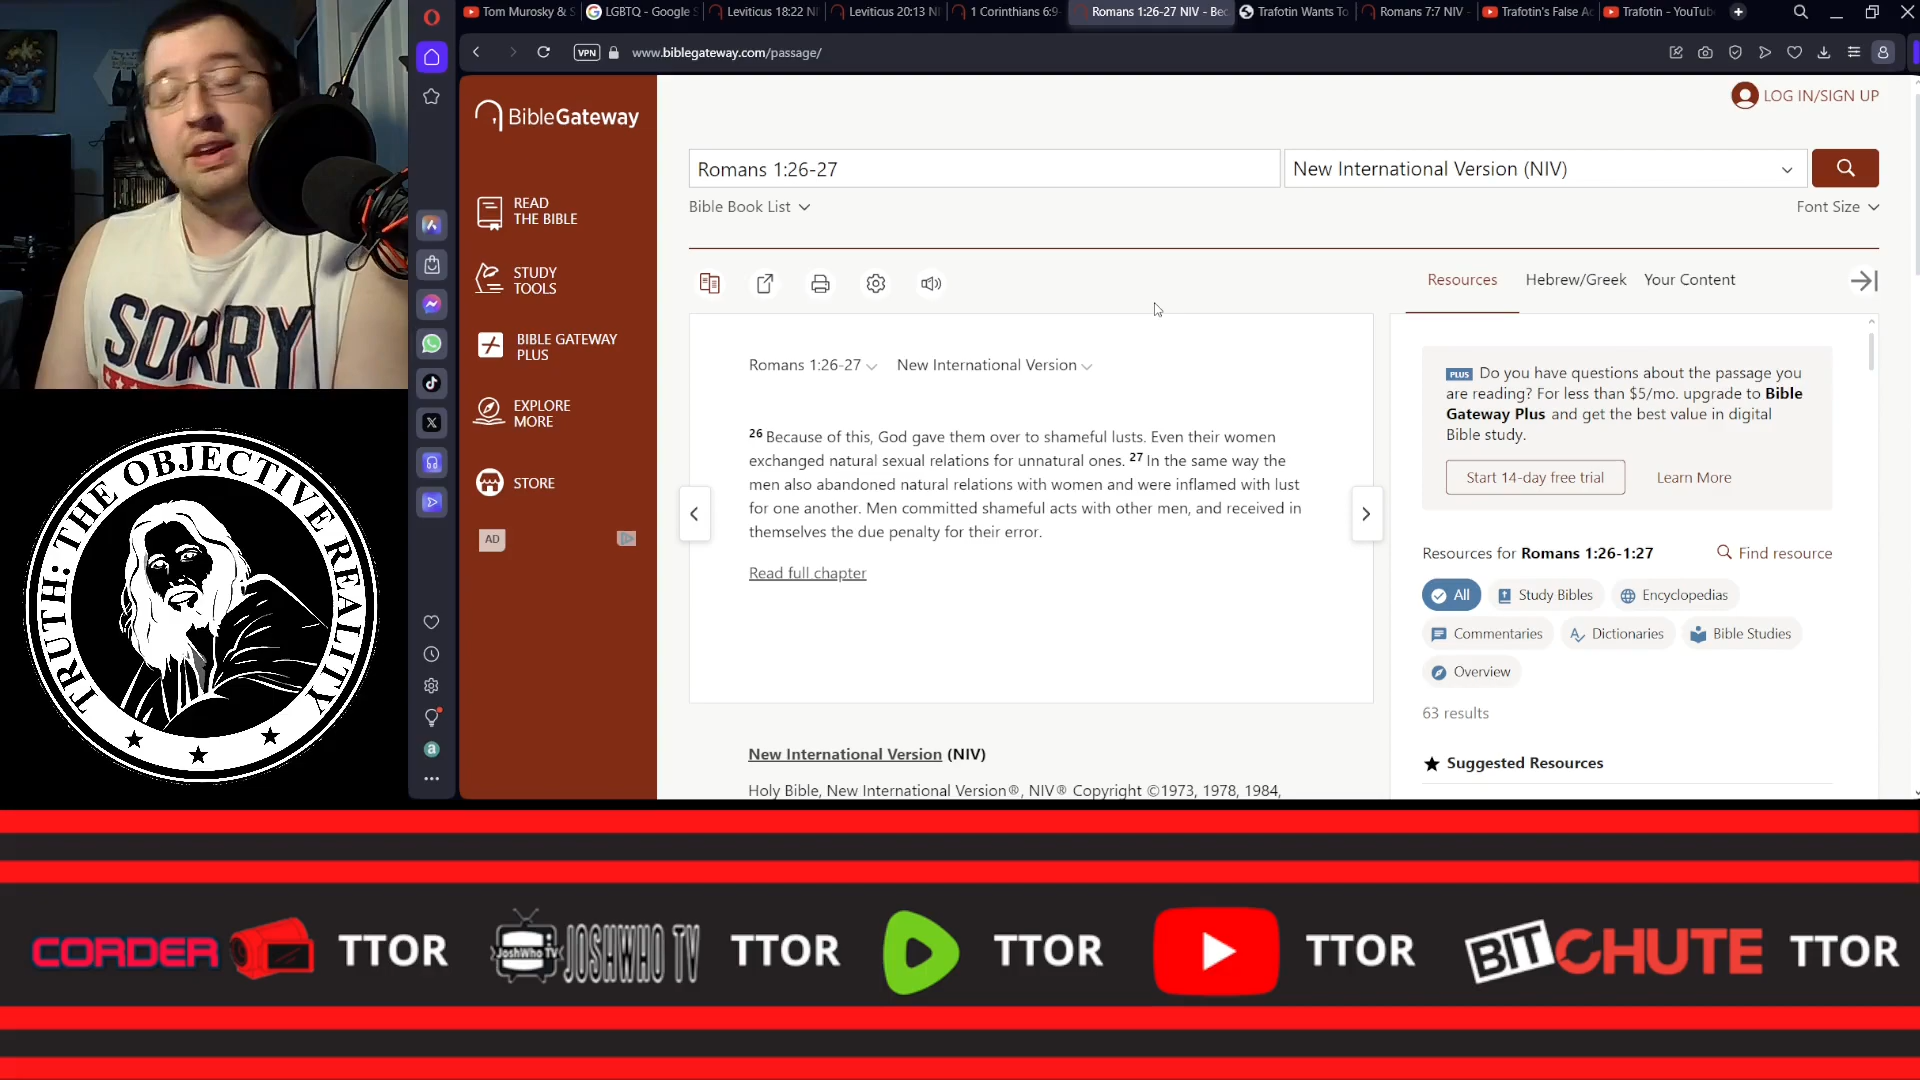 Tom Murosky & S
LGBTQ - Google S
Leviticus 18:22 NI
Leviticus 20:13 NI
1 Corinthians 6:9-
Romans 1:26-27 NIV - Bec
Trafotin Wants To
Romans 7:7 NIV -
Trafotin's False Ac
Trafotin - YouTub
VPN
www.biblegateway.com/passage/
BibleGateway
READ
THE BIBLE
STUDY
TOOLS
BIBLE GATEWAY
PLUS
EXPLORE
MORE
STORE
AD
LOG IN/SIGN UP
Romans 1:26-27
New International Version (NIV)
Bible Book List
Font Size
Resources
Hebrew/Greek
Your Content
Romans 1:26-27
New International Version
26 Because of this, God gave them over to shameful lusts. Even their women
exchanged natural sexual relations for unnatural ones. 27 In the same way the
men also abandoned natural relations with women and were inflamed with lust
for one another. Men committed shameful acts with other men, and received in
themselves the due penalty for their error.
Read full chapter
New International Version (NIV)
Holy Bible, New International Version®, NIV® Copyright ©1973, 1978, 1984,
PLUS Do you have questions about the passage you
are reading? For less than $5/mo. upgrade to Bible
Gateway Plus and get the best value in digital
Bible study.
Start 14-day free trial
Learn More
Resources for Romans 1:26-1:27
Find resource
All
Study Bibles
Encyclopedias
Commentaries
Dictionaries
Bible Studies
Overview
63 results
Suggested Resources
SORRY
TRUTH: THE OBJECTIVE REALITY
CORDER
TTOR
JoshWho TV
JOSHWHO TV
TTOR
TTOR
TTOR
BITCHUTE
TTOR